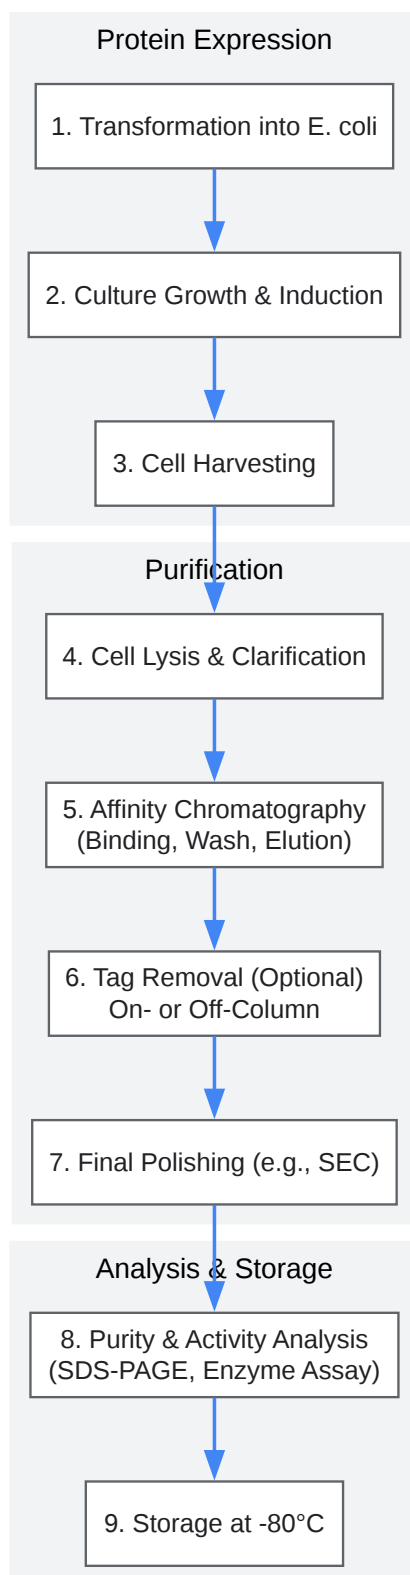 Protein Expression
1. Transformation into E. coli
2. Culture Growth & Induction
3. Cell Harvesting
Purification
4. Cell Lysis & Clarification
5. Affinity Chromatography
(Binding, Wash, Elution)
6. Tag Removal (Optional)
On- or Off-Column
7. Final Polishing (e.g., SEC)
Analysis & Storage
8. Purity & Activity Analysis
(SDS-PAGE, Enzyme Assay)
9. Storage at -80°C